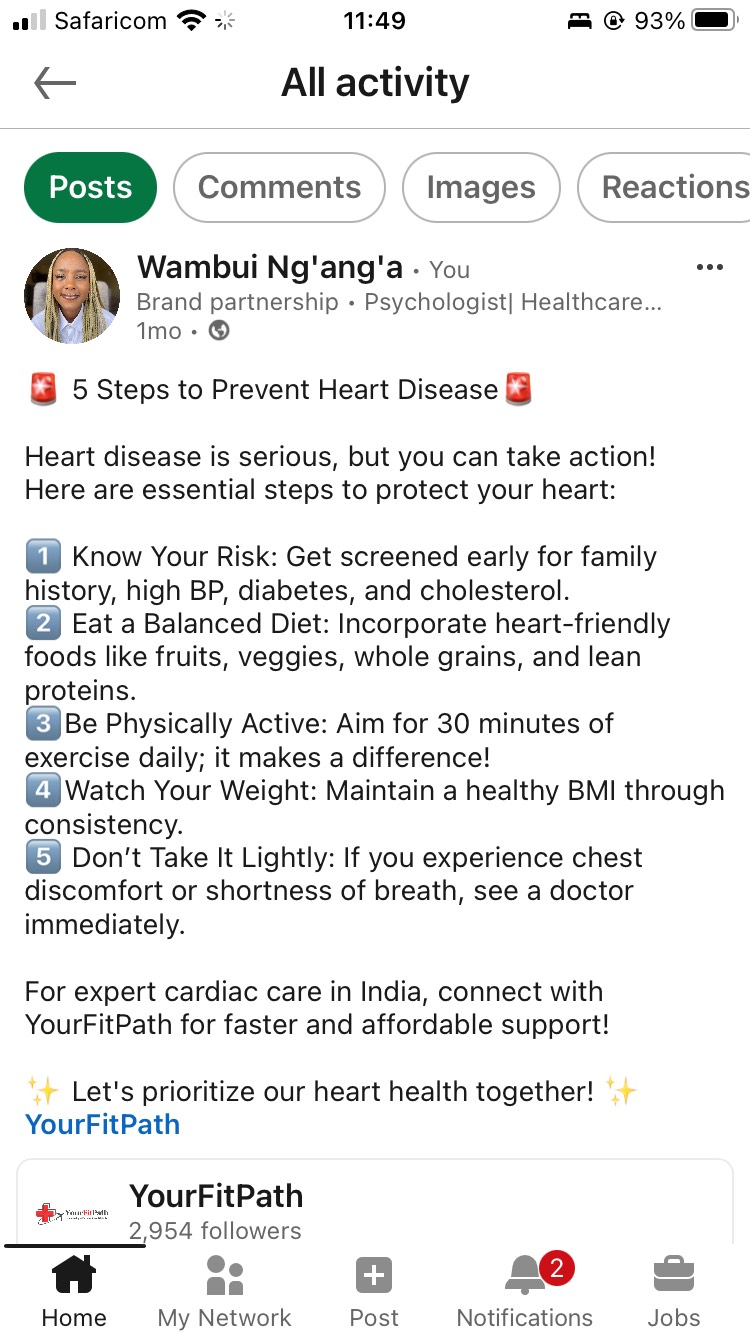 Safaricom 11:49 93%
All activity
Posts Comments Images Reactions
Wambui Ng'ang'a · You
Brand partnership • Psychologist| Healthcare...
1mo •
🚨 5 Steps to Prevent Heart Disease🚨
Heart disease is serious, but you can take action!
Here are essential steps to protect your heart:
1️⃣ Know Your Risk: Get screened early for family
history, high BP, diabetes, and cholesterol.
2️⃣ Eat a Balanced Diet: Incorporate heart-friendly
foods like fruits, veggies, whole grains, and lean
proteins.
3️⃣Be Physically Active: Aim for 30 minutes of
exercise daily; it makes a difference!
4️⃣Watch Your Weight: Maintain a healthy BMI through
consistency.
5️⃣ Don’t Take It Lightly: If you experience chest
discomfort or shortness of breath, see a doctor
immediately.
For expert cardiac care in India, connect with
YourFitPath for faster and affordable support!
✨ Let's prioritize our heart health together! ✨
YourFitPath
YourFitPath
YourFitPath
2,954 followers
2
Home My Network Post Notifications Jobs